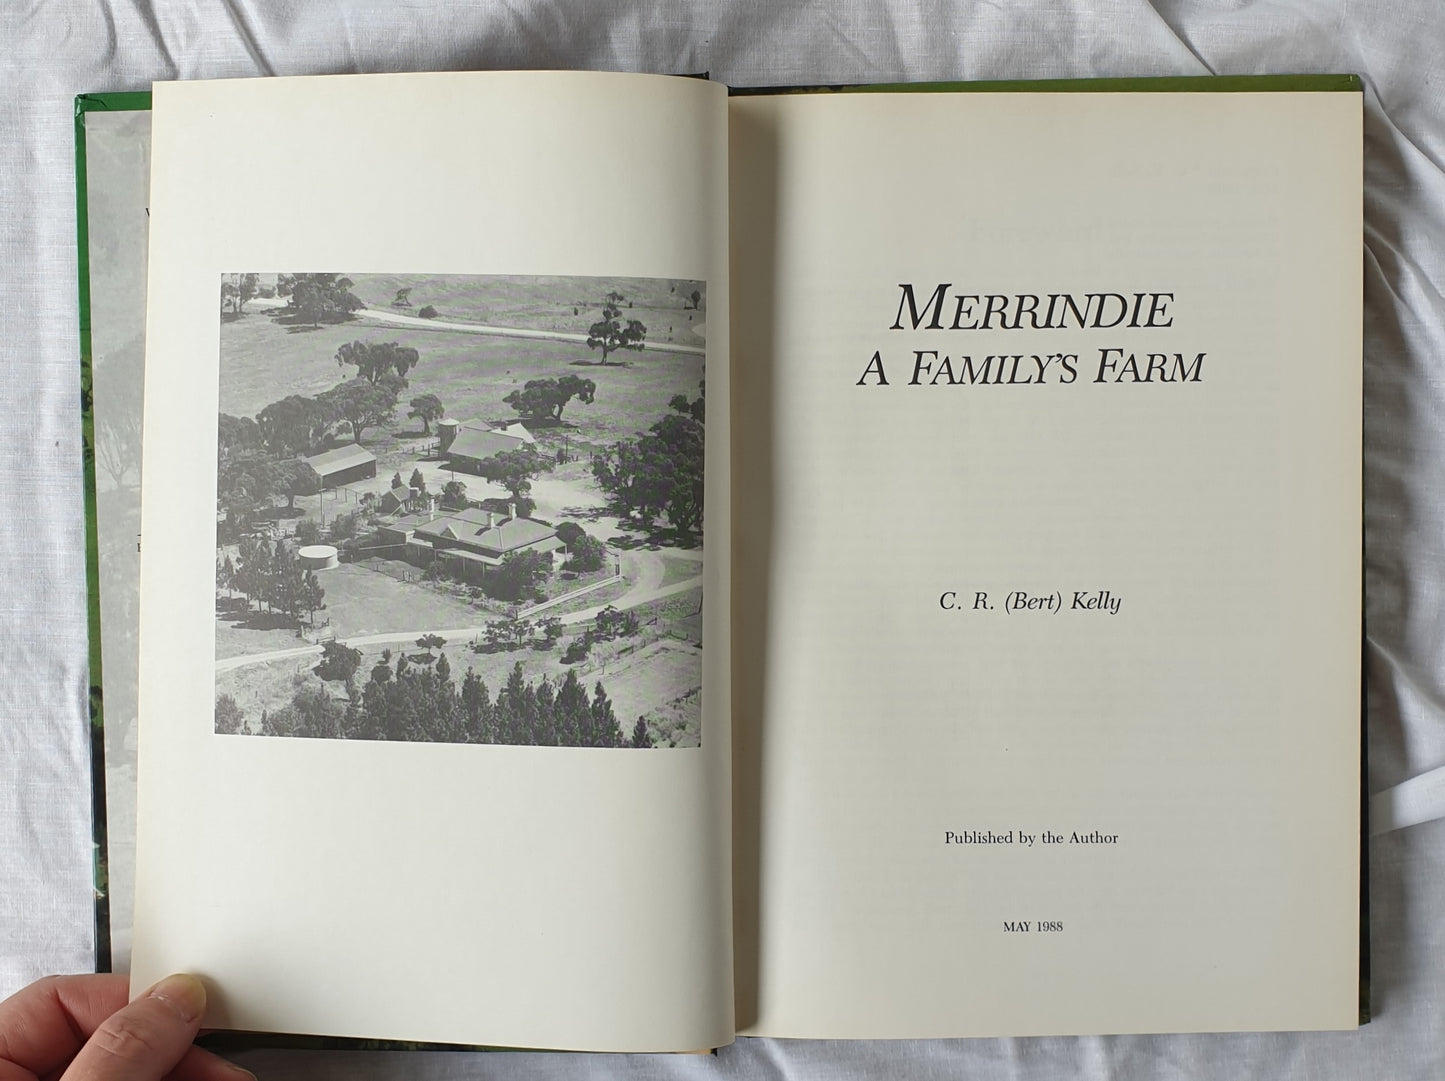 MERRINDIE
A FAMILY'S FARM
C. R. (Bert) Kelly
Published by the Author
MAY 1988